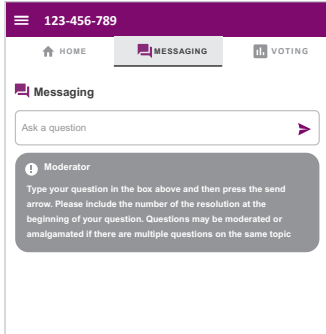 123-456-789
HOME MESSAGING VOTING
Messaging
Ask a question
Moderator
Type your question in the box above and then press the send
arrow. Please include the number of the resolution at the
beginning of your question. Questions may be moderated or
amalgamated if there are multiple questions on the same topic